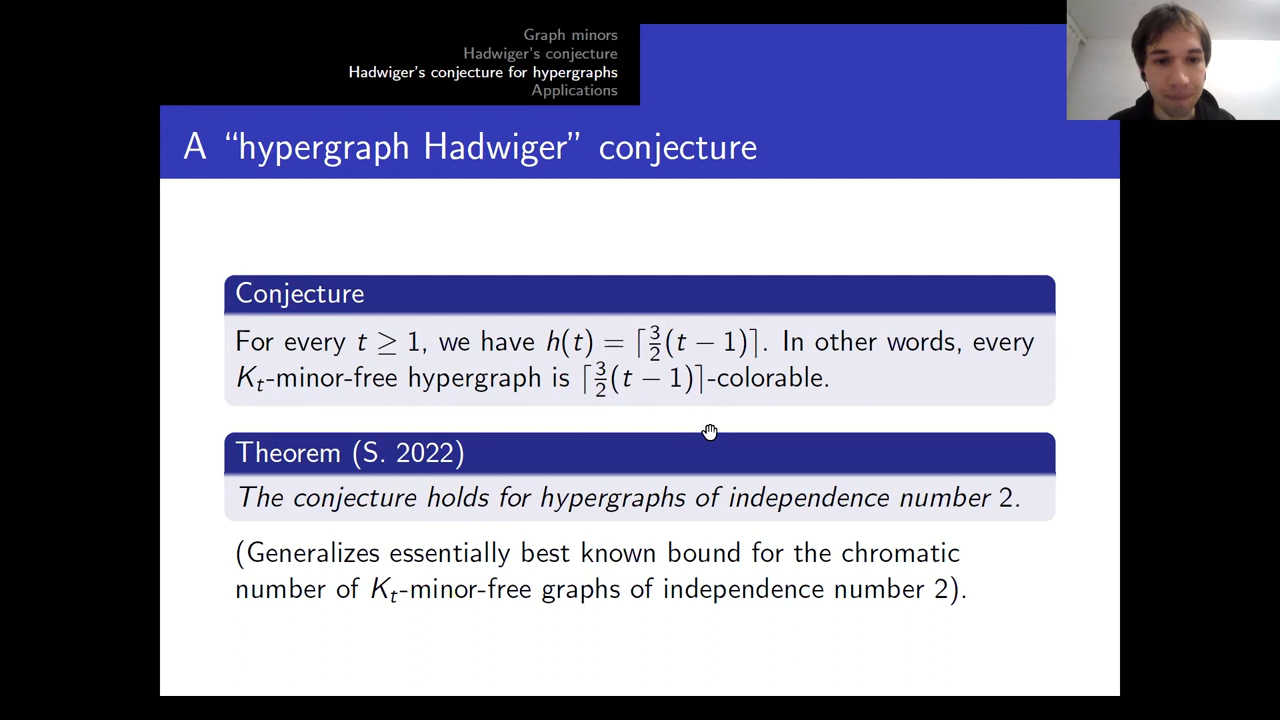 Graph minors
Hadwiger's conjecture
Hadwiger's conjecture for hypergraphs
Applications
A “hypergraph Hadwiger” conjecture
Conjecture
For every t ≥ 1, we have h(t) = ⌈3/2(t − 1)⌉. In other words, every
K_t-minor-free hypergraph is ⌈3/2(t − 1)⌉-colorable.
Theorem (S. 2022)
The conjecture holds for hypergraphs of independence number 2.
(Generalizes essentially best known bound for the chromatic
number of K_t-minor-free graphs of independence number 2).